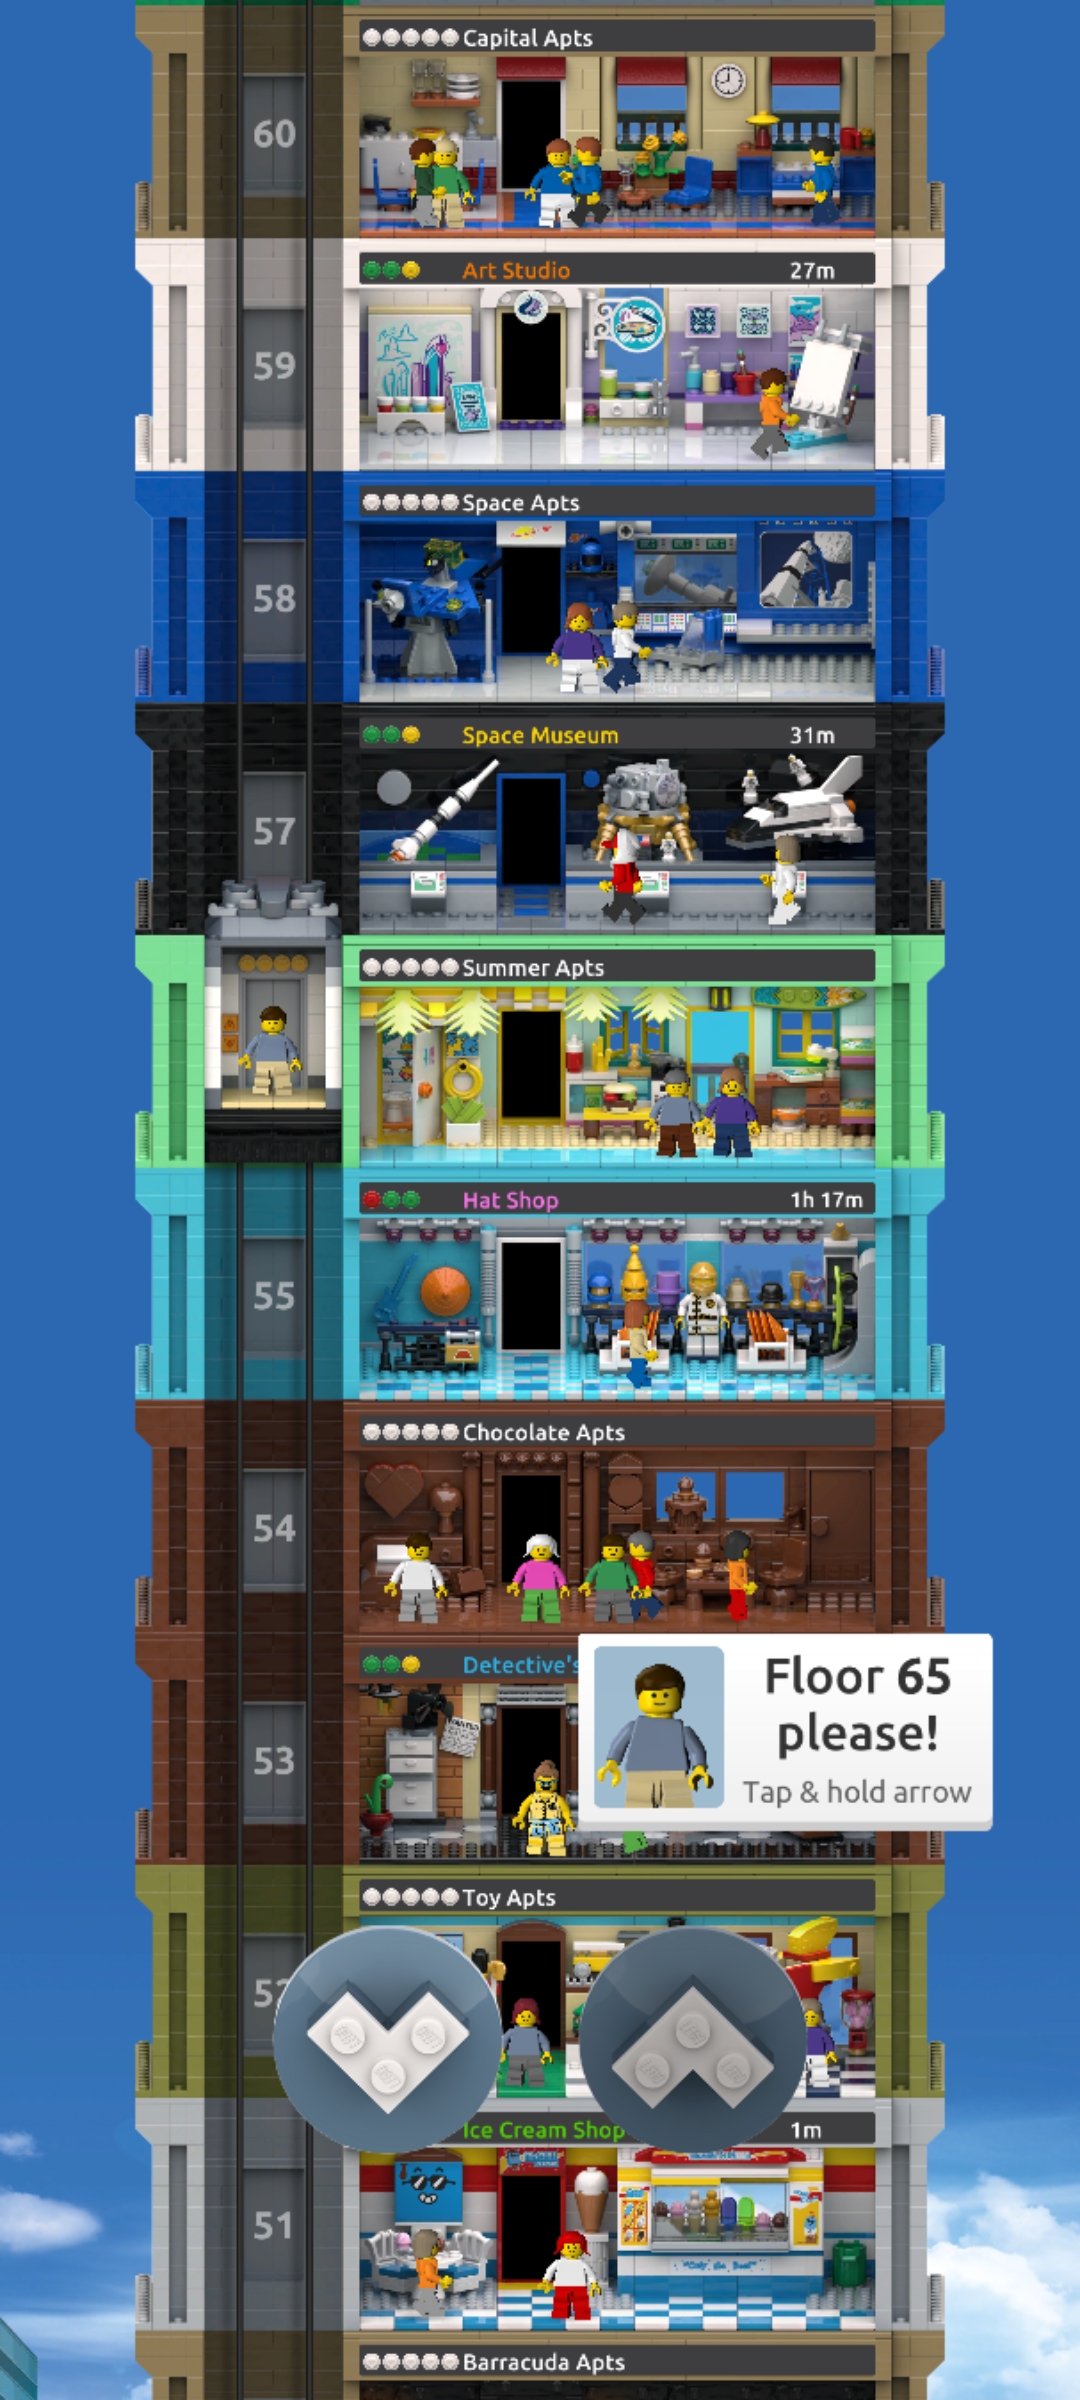 Capital Apts
60
Art Studio 27m
59
Space Apts
58
Space Museum 31m
57
Summer Apts
Hat Shop 1h 17m
55
Chocolate Apts
54
Detective's
53
Floor 65
please!
Tap & hold arrow
Toy Apts
52
Ice Cream Shop 1m
51
Barracuda Apts